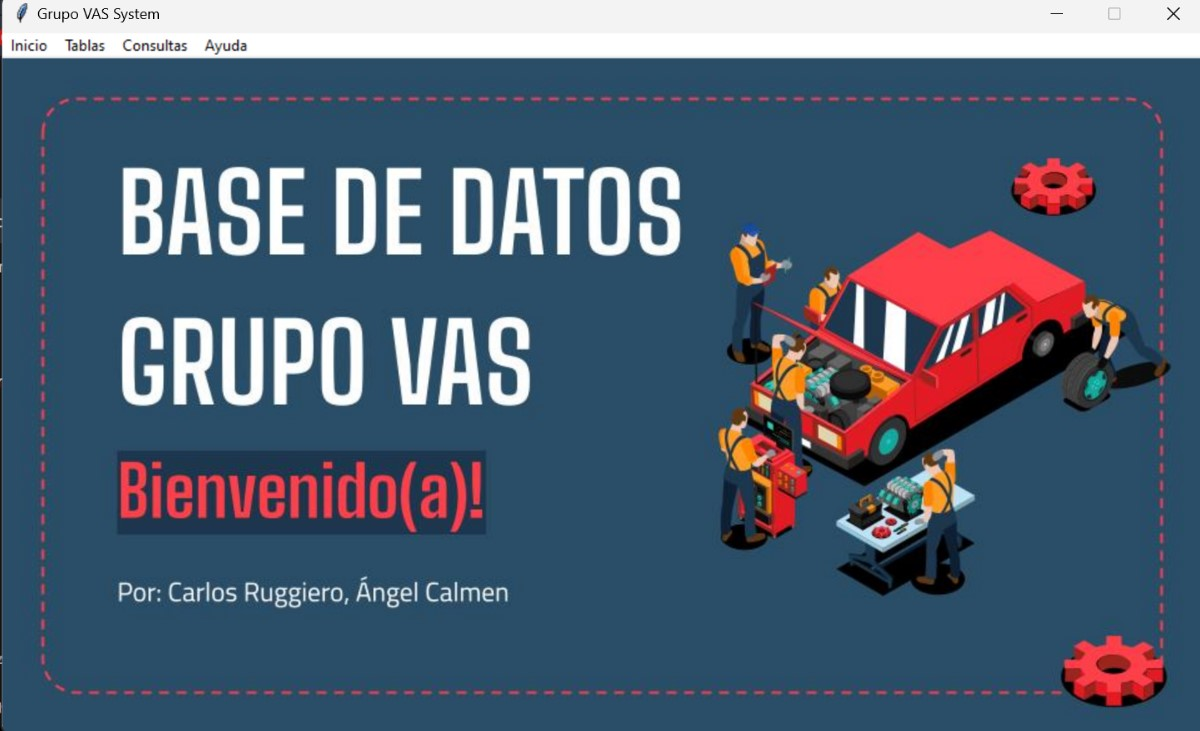 Grupo VAS System
Inicio Tablas Consultas Ayuda
BASE DE DATOS
GRUPO VAS
Bienvenido(a)!
Por: Carlos Ruggiero, Ángel Calmen